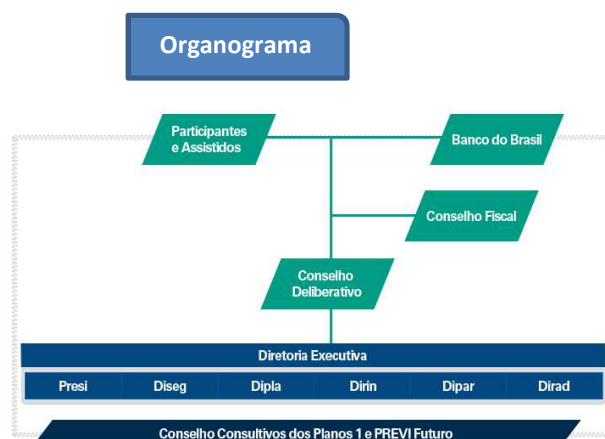 Organograma
Participantes
e Assistidos
Banco do Brasil
Conselho Fiscal
Conselho
Deliberativo
Diretoria Executiva
Presi Diseg Dipla Dirin Dipar Dirad
Conselho Consultivos dos Planos 1 e PREVI Futuro